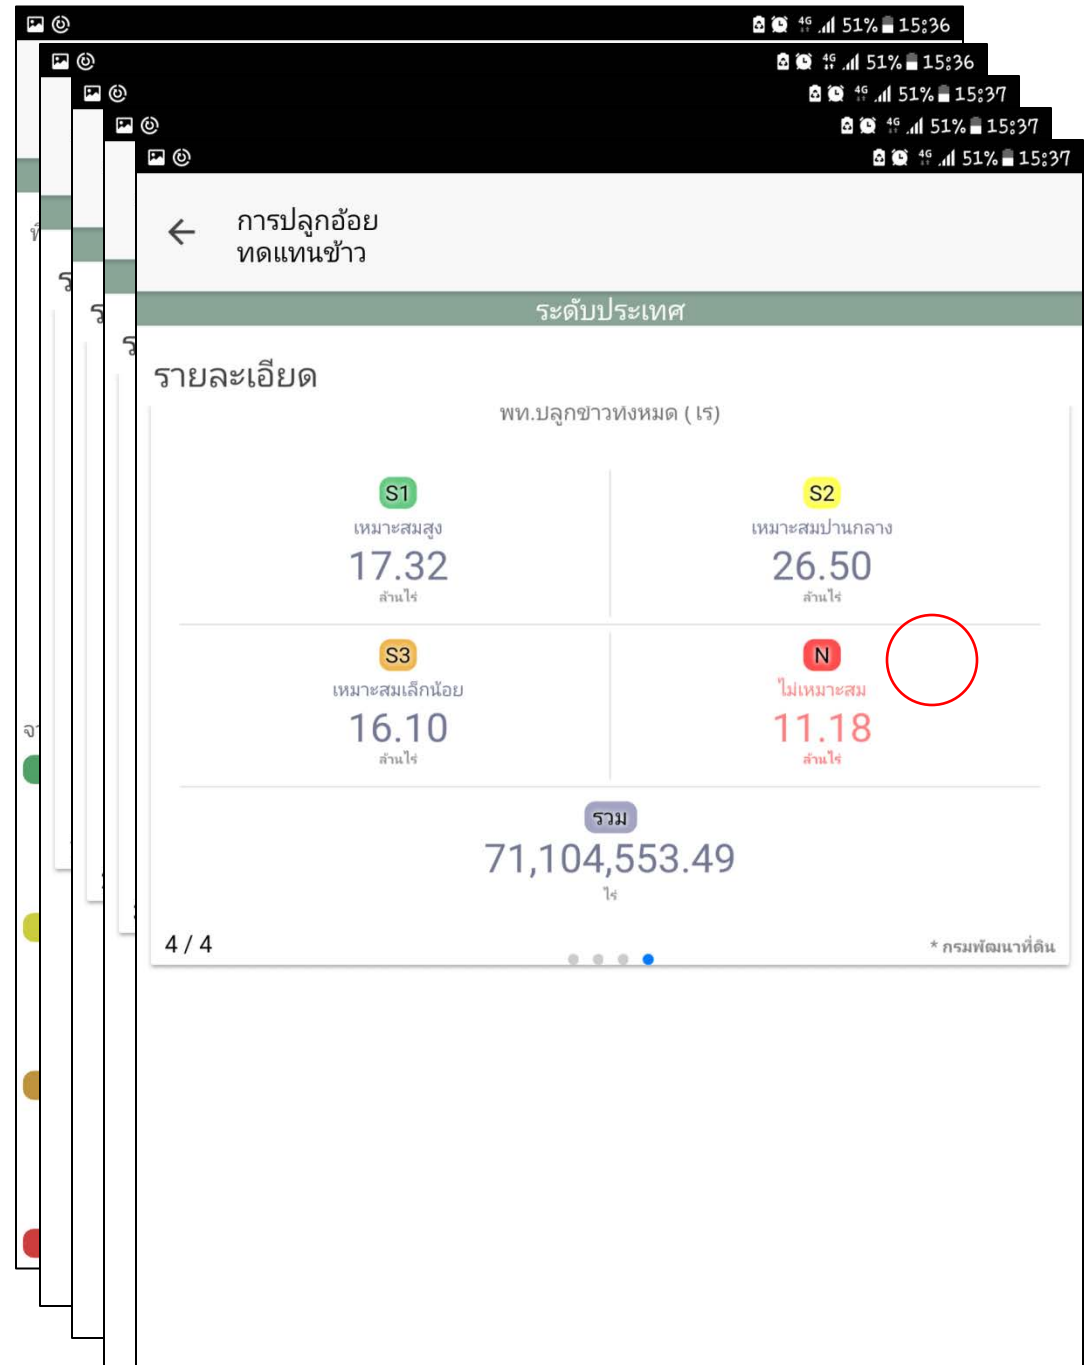 51% 15:36
51% 15:36
51% 15:37
51% 15:37
4G 51% 15:37
การปลูกอ้อย
ทดแทนข้าว
ระดับประเทศ
รายละเอียด
พท.ปลูกข้าวทั้งหมด (ไร่)
S1
เหมาะสมสูง
17.32
ล้านไร่
S2
เหมาะสมปานกลาง
26.50
ล้านไร่
S3
เหมาะสมเล็กน้อย
16.10
ล้านไร่
N
ไม่เหมาะสม
11.18
ล้านไร่
รวม
71,104,553.49
ไร่
4 / 4
* กรมพัฒนาที่ดิน